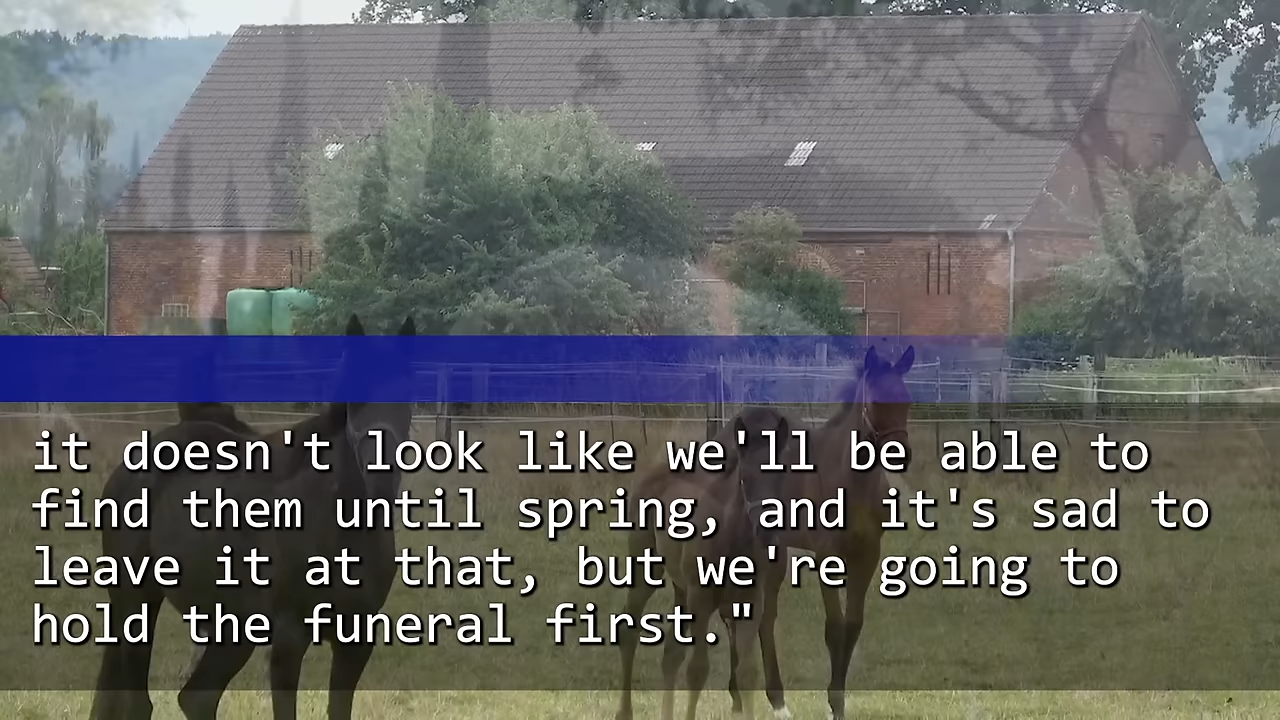 it doesn't look like we'll be able to
find them until spring, and it's sad to
leave it at that, but we're going to
hold the funeral first."